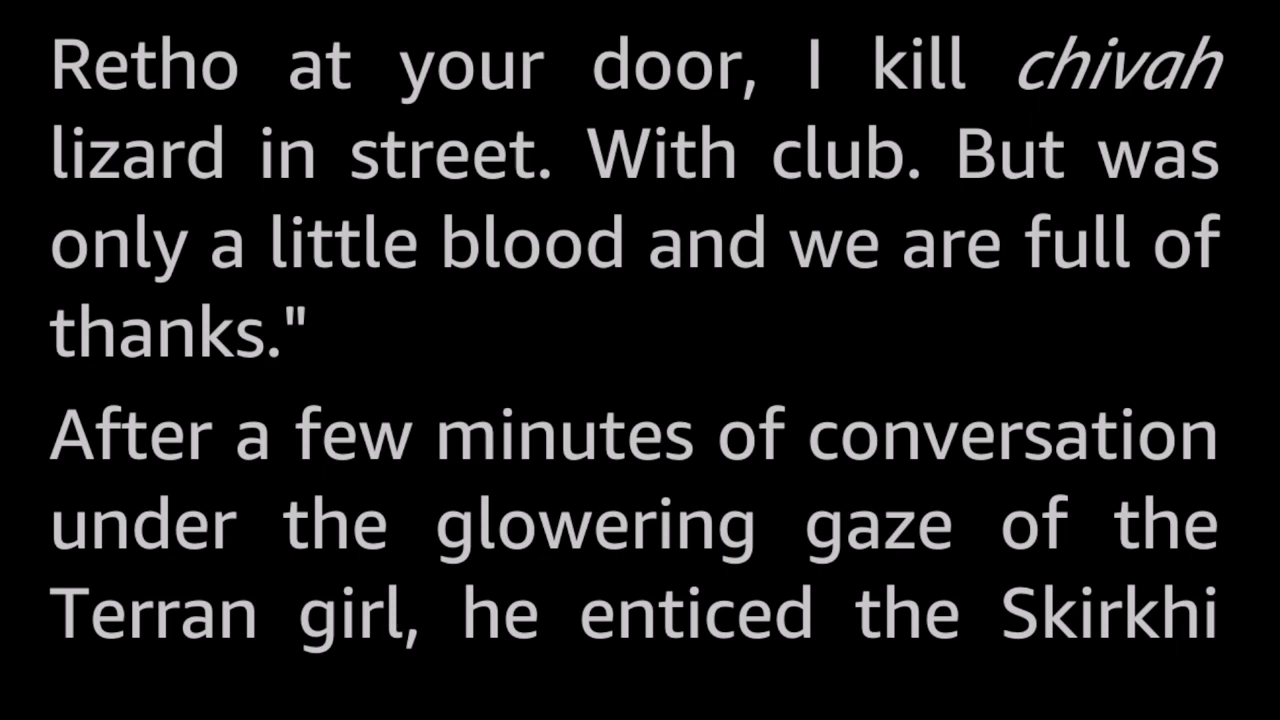 Retho at your door, I kill chivah
lizard in street. With club. But was
only a little blood and we are full of
thanks."
After a few minutes of conversation
under the glowering gaze of the
Terran girl, he enticed the Skirkhi